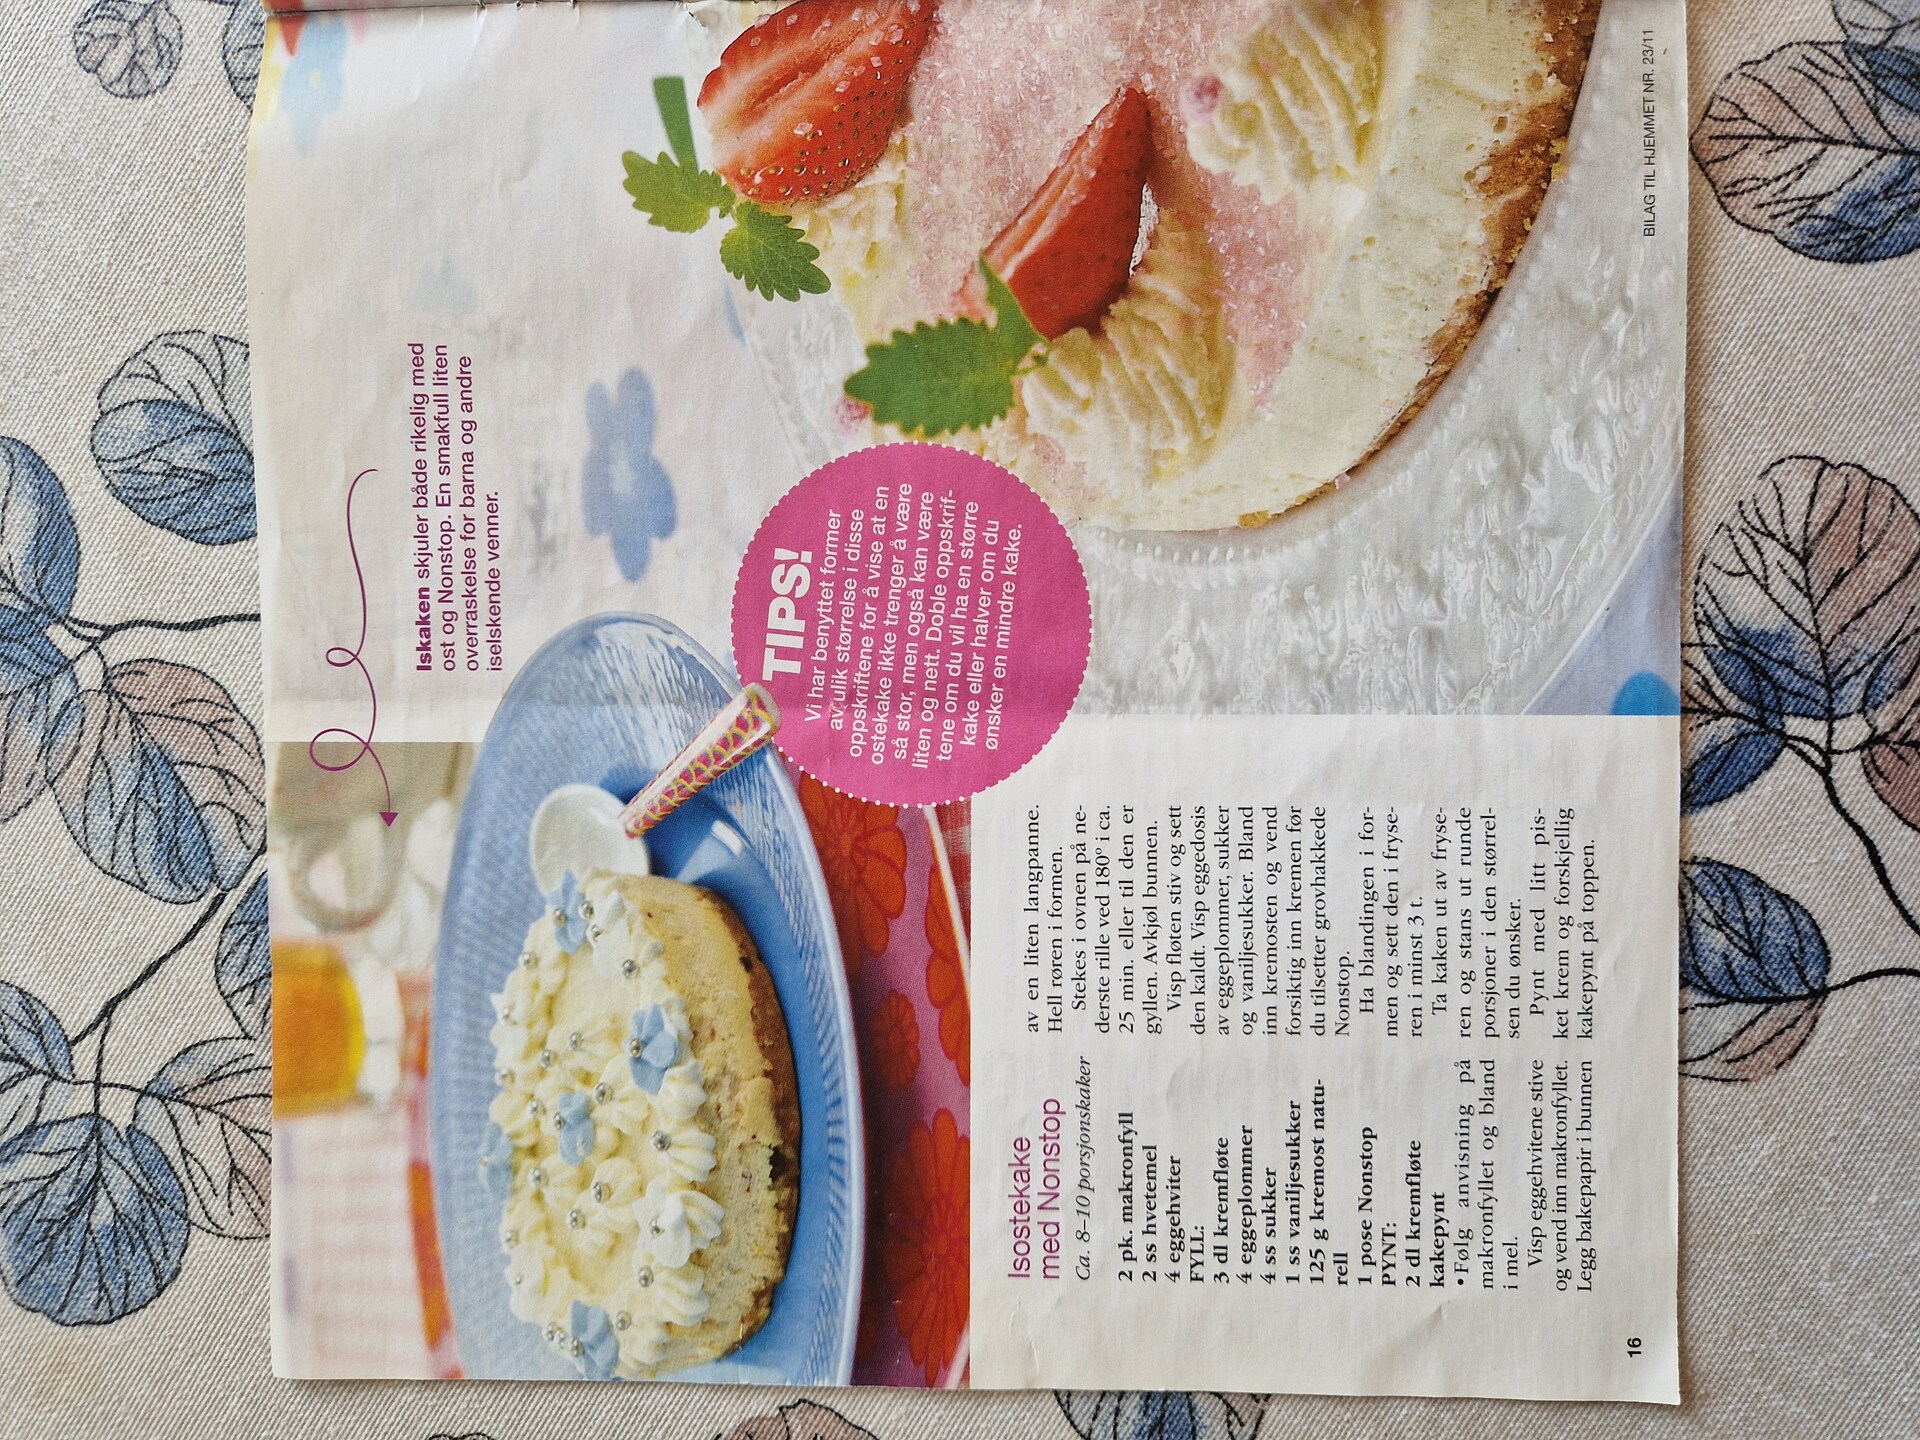 Iskaken skjuler både rikelig med
ost og Nonstop. En smakfull liten
overraskelse for barna og andre
iselskende venner.
TIPS!
Vi har benyttet former
av ulik størrelse i disse
oppskriftene for å vise at en
ostekake ikke trenger å være
så stor, men også kan være
liten og nett. Doble oppskrif-
tene om du vil ha en større
kake eller halver om du
ønsker en mindre kake.
Isostekake
med Nonstop
Ca. 8–10 porsjonskaker
2 pk. makronfyll
2 ss hvetemel
4 eggehviter
FYLL:
3 dl kremfløte
4 eggeplommer
4 ss sukker
1 ss vaniljesukker
125 g kremost natu-
rell
1 pose Nonstop
PYNT:
2 dl kremfløte
kakepynt
•Følg anvisning på
makronfyllet og bland
i mel.
Visp eggehvitene stive
og vend inn makronfyllet.
Legg bakepapir i bunnen
av en liten langpanne.
Hell røren i formen.
Stekes i ovnen på ne-
derste rille ved 180º i ca.
25 min. eller til den er
gyllen. Avkjøl bunnen.
Visp fløten stiv og sett
den kaldt. Visp eggedosis
av eggeplommer, sukker
og vaniljesukker. Bland
inn kremosten og vend
forsiktig inn kremen før
du tilsetter grovhakkede
Nonstop.
Ha blandingen i for-
men og sett den i fryse-
ren i minst 3 t.
Ta kaken ut av fryse-
ren og stans ut runde
porsjoner i den størrel-
sen du ønsker.
Pynt med litt pis-
ket krem og forskjellig
kakepynt på toppen.
16
BILAG TIL HJEMMET NR. 23/11